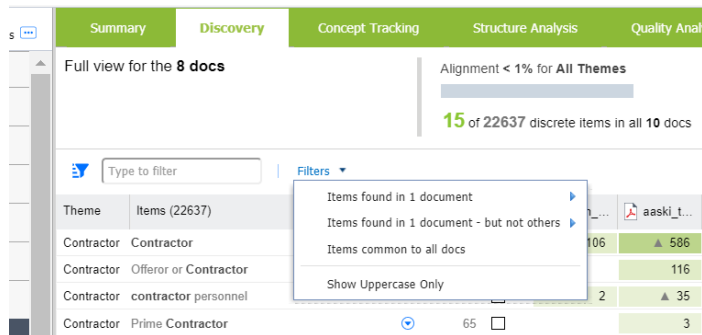 s
Summary Discovery Concept Tracking Structure Analysis Quality Anal
Full view for the 8 docs
Alignment < 1% for All Themes
15 of 22637 discrete items in all 10 docs
Type to filter Filters
Items found in 1 document
Items found in 1 document - but not others
Items common to all docs
Show Uppercase Only
Theme Items (22637) n_... aaski_t...
Contractor Contractor 106 586
Contractor Offeror or Contractor 116
Contractor contractor personnel 2 35
Contractor Prime Contractor 65 3